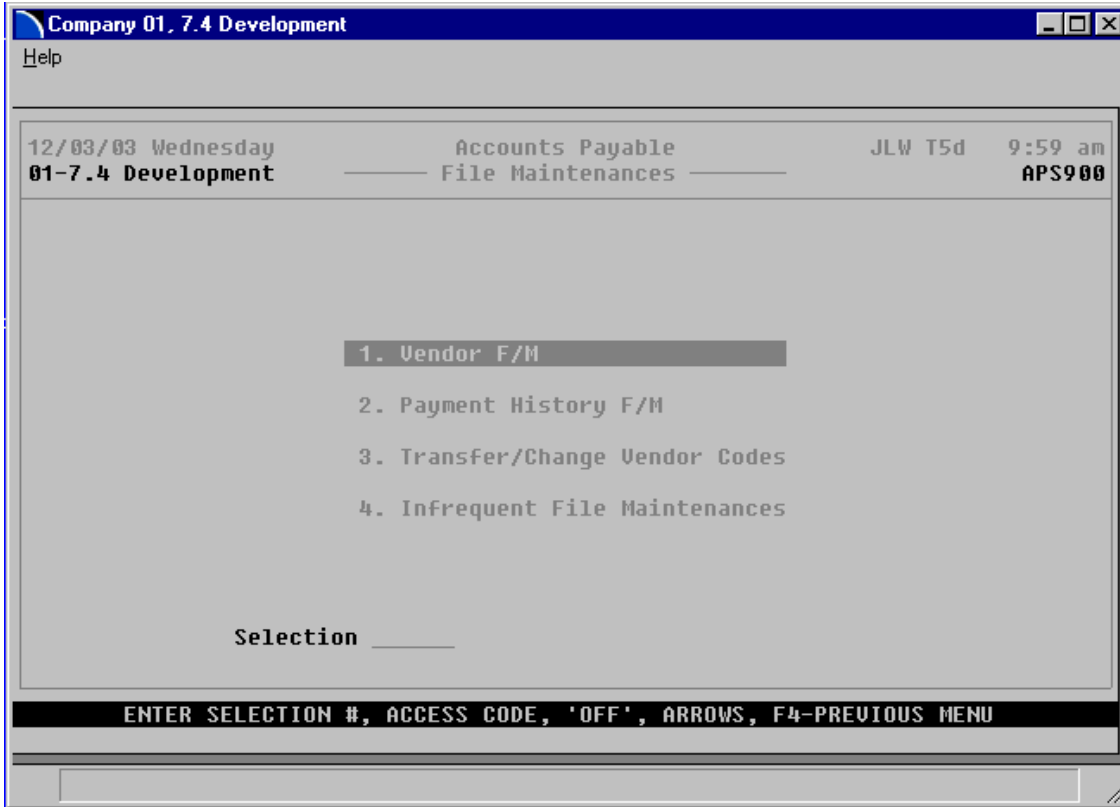 Company 01, 7.4 Development
Help
12/03/03 Wednesday Accounts Payable JLW T5d 9:59 am
01-7.4 Development File Maintenances APS900
1. Vendor F/M
2. Payment History F/M
3. Transfer/Change Vendor Codes
4. Infrequent File Maintenances
Selection ______
ENTER SELECTION #, ACCESS CODE, 'OFF', ARROWS, F4-PREVIOUS MENU